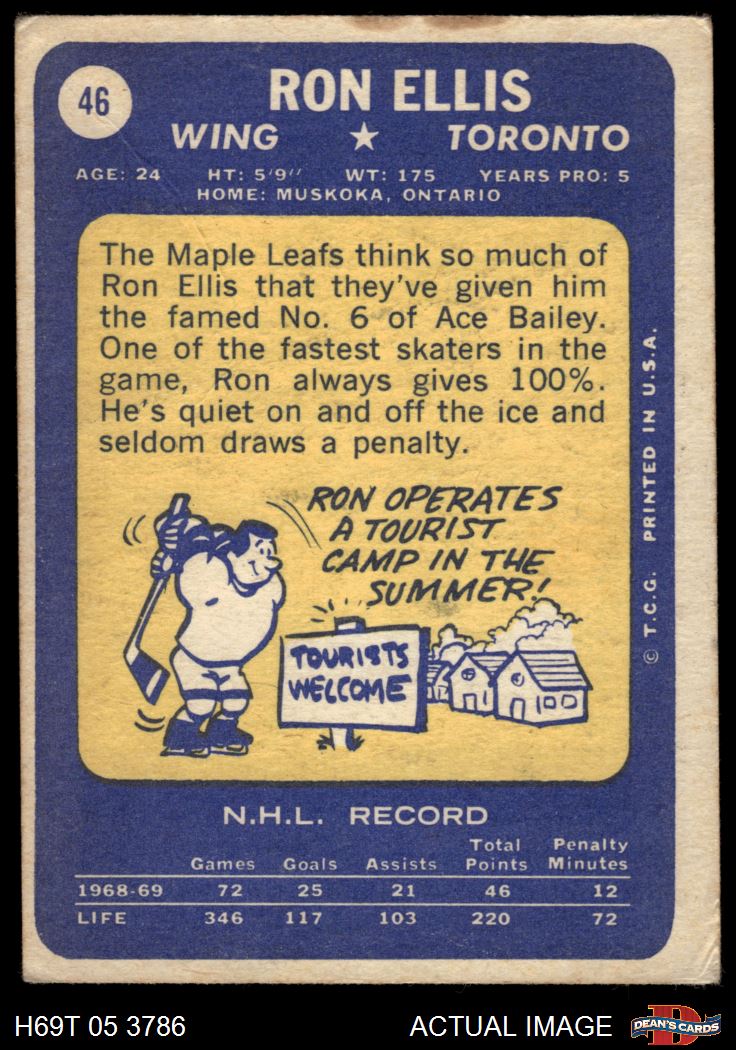 46
RON ELLIS
WING ★ TORONTO
AGE: 24 HT: 5'9" WT: 175 YEARS PRO: 5
HOME: MUSKOKA, ONTARIO
The Maple Leafs think so much of
Ron Ellis that they've given him
the famed No. 6 of Ace Bailey.
One of the fastest skaters in the
game, Ron always gives 100%.
He's quiet on and off the ice and
seldom draws a penalty.
RON OPERATES
A TOURIST
CAMP IN THE
SUMMER!
TOURISTS
WELCOME
© T.C.G. PRINTED IN U.S.A.
N.H.L. RECORD
Games Goals Assists Total Points Penalty Minutes
1968-69 72 25 21 46 12
LIFE 346 117 103 220 72
H69T 05 3786 ACTUAL IMAGE D DEAN'S CARDS